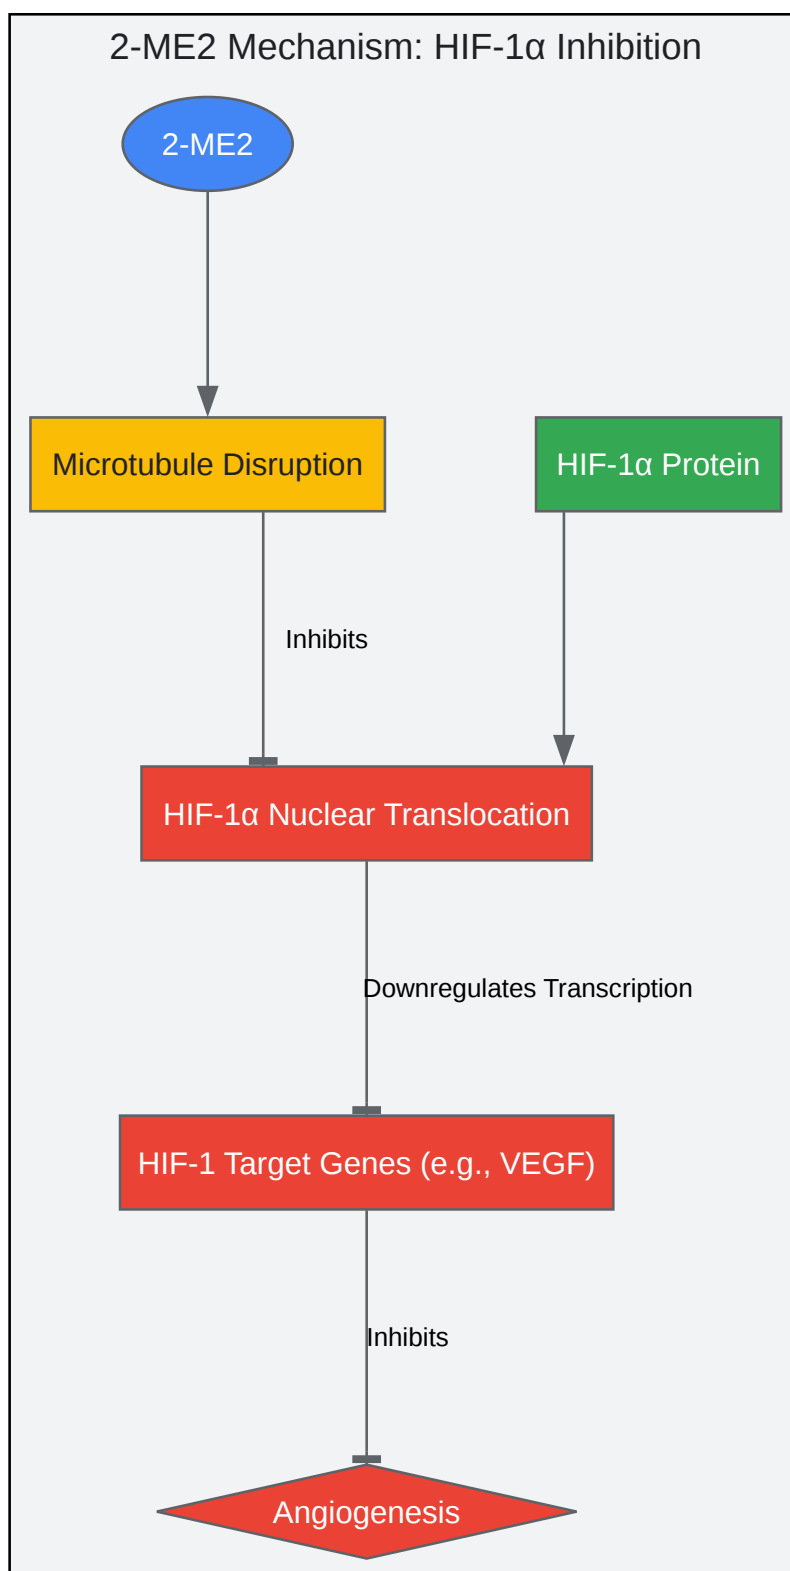 2-ME2 Mechanism: HIF-1α Inhibition
2-ME2
Microtubule Disruption
HIF-1α Protein
Inhibits
HIF-1α Nuclear Translocation
Downregulates Transcription
HIF-1 Target Genes (e.g., VEGF)
Inhibits
Angiogenesis